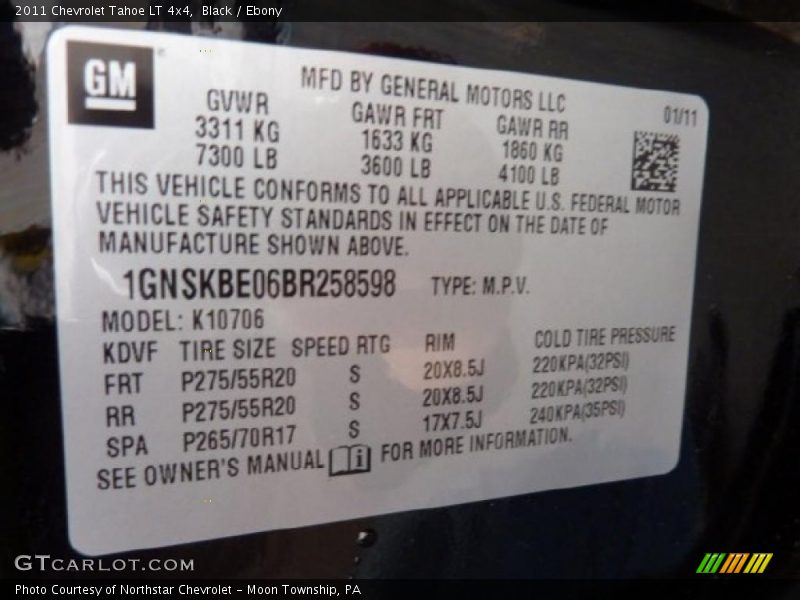 2011 Chevrolet Tahoe LT 4x4, Black / Ebony
GM
MFD BY GENERAL MOTORS LLC
GVWR GAWR FRT GAWR RR 01/11
3311 KG 1633 KG 1860 KG
7300 LB 3600 LB 4100 LB
THIS VEHICLE CONFORMS TO ALL APPLICABLE U.S. FEDERAL MOTOR
VEHICLE SAFETY STANDARDS IN EFFECT ON THE DATE OF
MANUFACTURE SHOWN ABOVE.
1GNSKBE06BR258598 TYPE: M.P.V.
MODEL: K10706
KDVF TIRE SIZE SPEED RTG RIM COLD TIRE PRESSURE
FRT P275/55R20 S 20X8.5J 220KPA(32PSI)
RR P275/55R20 S 20X8.5J 220KPA(32PSI)
SPA P265/70R17 S 17X7.5J 240KPA(35PSI)
SEE OWNER'S MANUAL i FOR MORE INFORMATION.
GTCARLOT.COM
Photo Courtesy of Northstar Chevrolet - Moon Township, PA